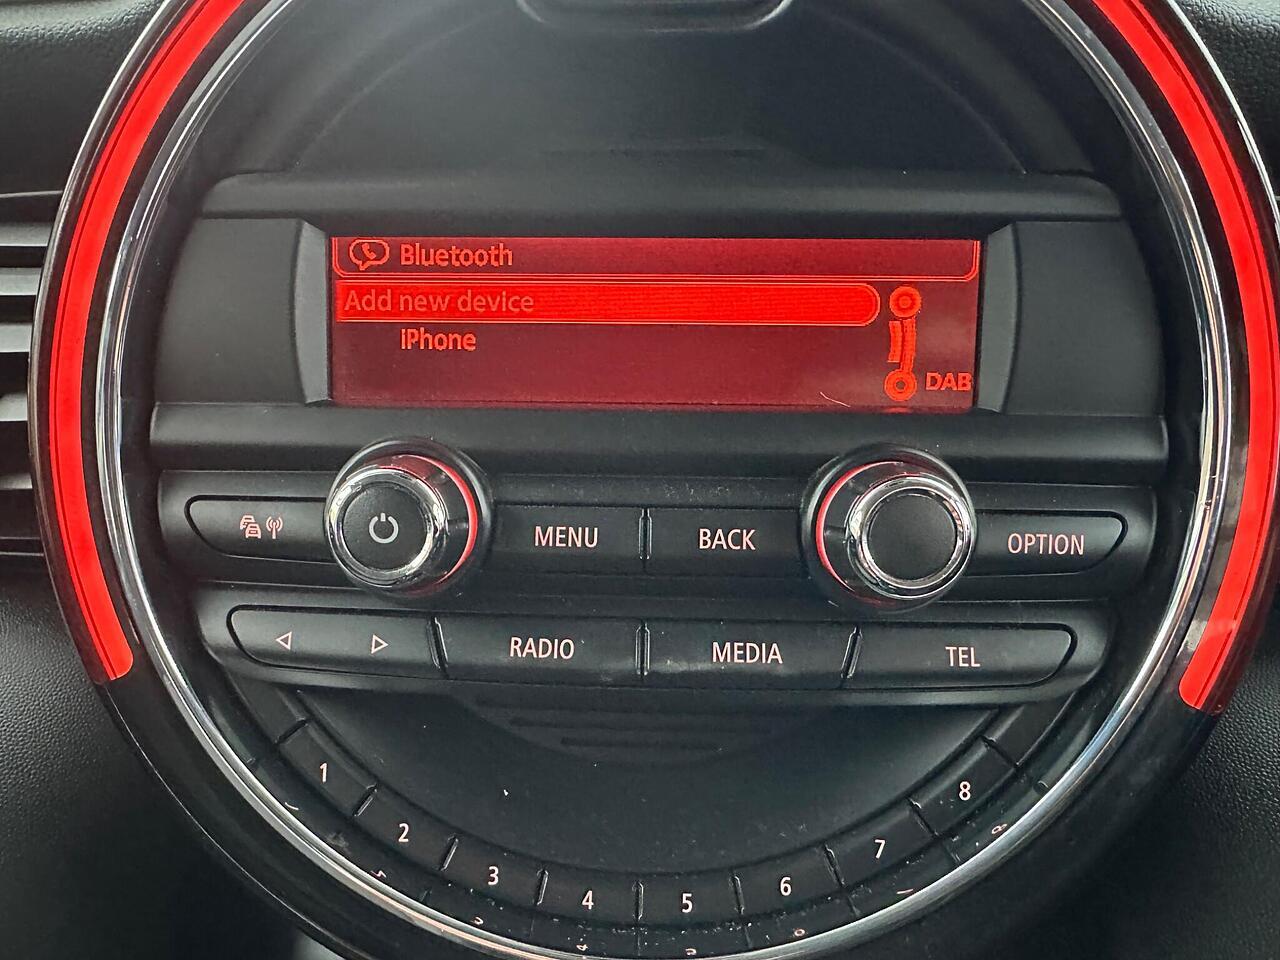 Bluetooth
Add new device
iPhone
DAB
MENU
BACK
OPTION
RADIO
MEDIA
TEL
1
2
3
4
5
6
7
8